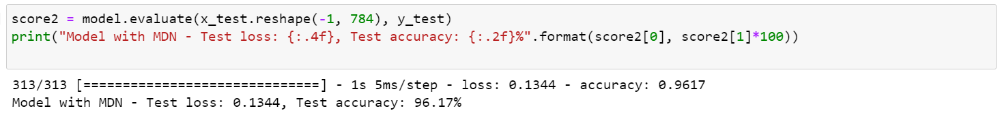 score2 = model.evaluate(x_test.reshape(-1, 784), y_test)
print("Model with MDN - Test loss: {:.4f}, Test accuracy: {:.2f}%".format(score2[0], score2[1]*100))
313/313 [==============================] - 1s 5ms/step - loss: 0.1344 - accuracy: 0.9617
Model with MDN - Test loss: 0.1344, Test accuracy: 96.17%